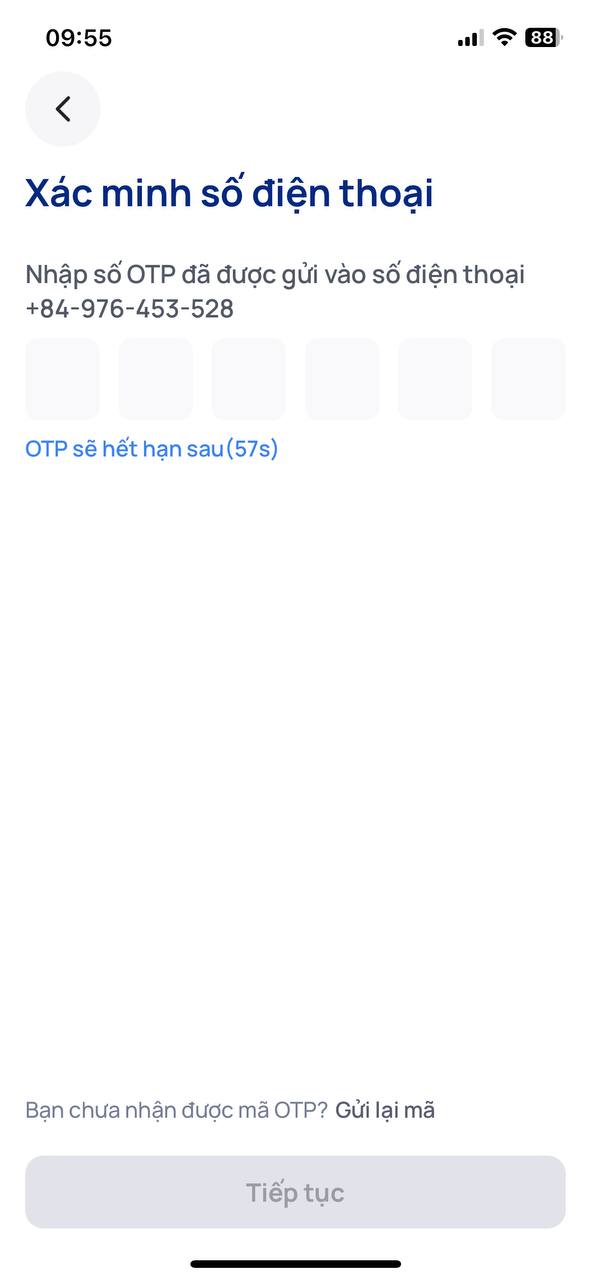 09:55
88
Xác minh số điện thoại
Nhập số OTP đã được gửi vào số điện thoại
+84-976-453-528
OTP sẽ hết hạn sau(57s)
Bạn chưa nhận được mã OTP? Gửi lại mã
Tiếp tục